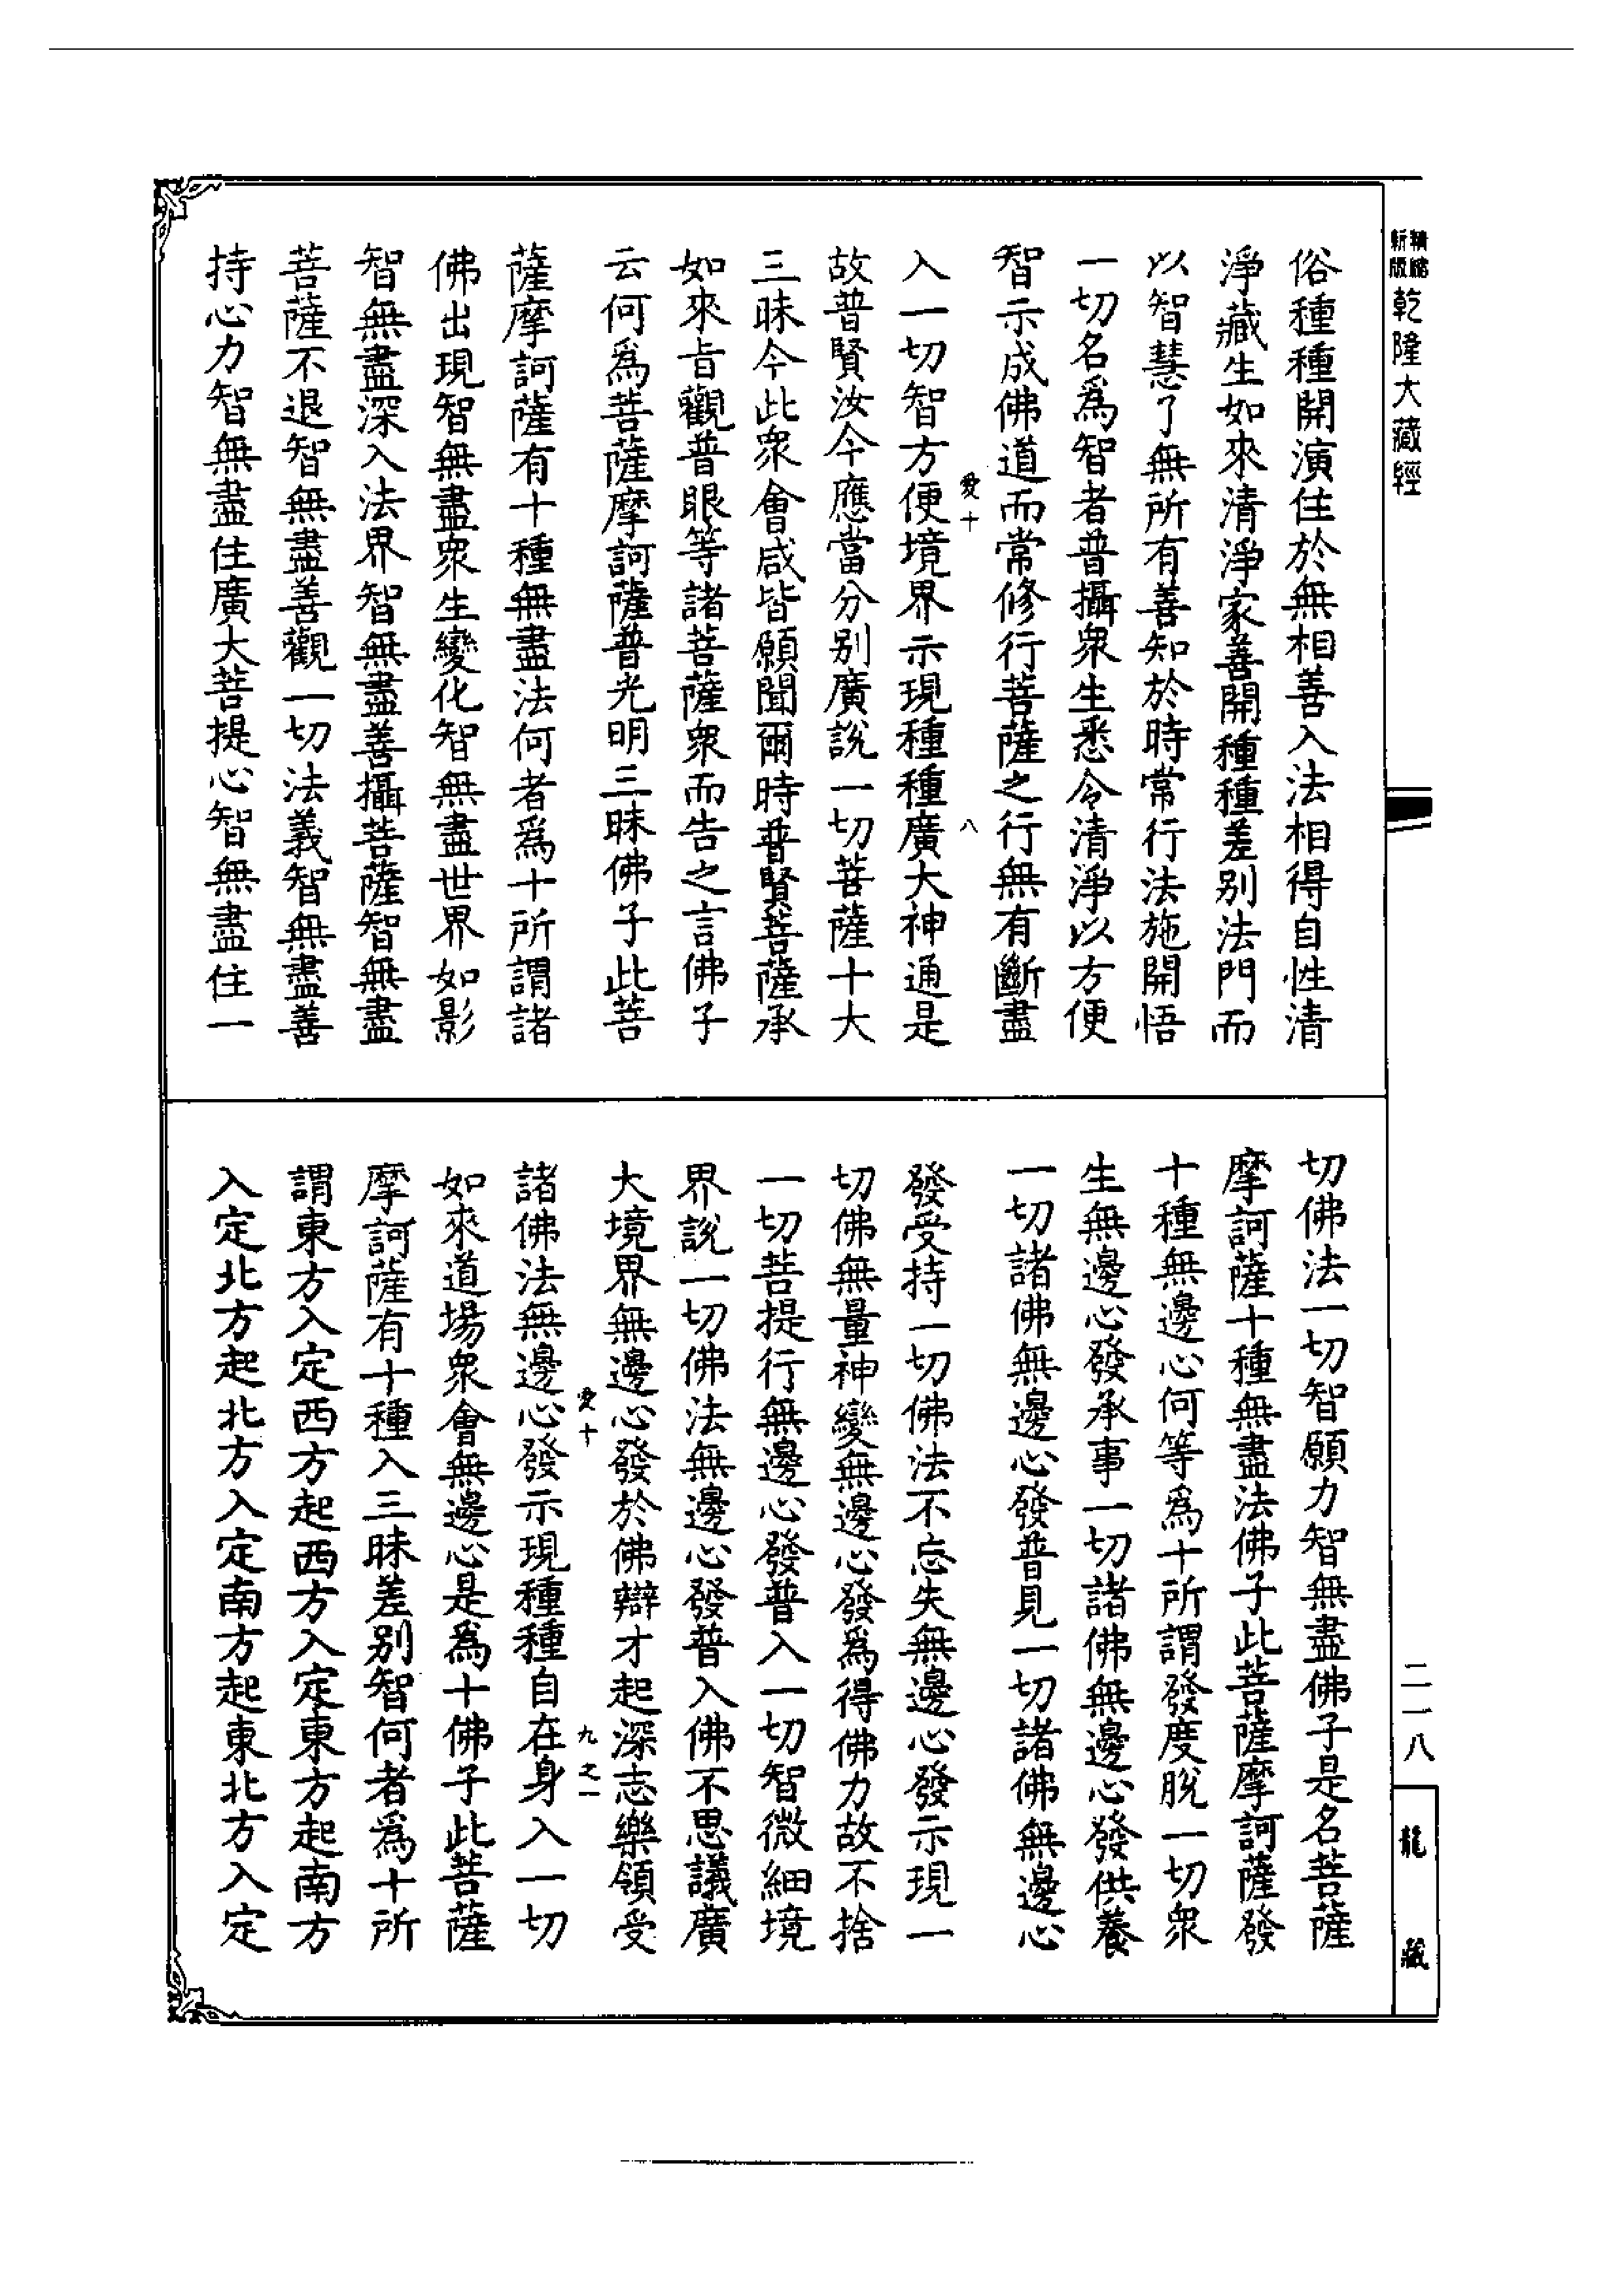 精縮
新版
乾隆大藏經
俗種種開演住於無相善入法相得自性清
淨藏生如來清淨家善開種種差別法門而
以智慧了無所有善知於時常行法施開悟
一切名爲智者普攝衆生悉令清淨以方便
智示成佛道而常修行菩薩之行無有斷盡
愛十
八
入一切智方便境界示現種種廣大神通是
故普賢汝今應當分別廣說一切菩薩十大
三昧今此衆會咸皆願聞爾時普賢菩薩承
如來旨觀普眼等諸菩薩衆而告之言佛子
云何爲菩薩摩訶薩普光明三昧佛子此菩
薩摩訶薩有十種無盡法何者爲十所謂諸
佛出現智無盡衆生變化智無盡世界如影
智無盡深入法界智無盡善攝菩薩智無盡
菩薩不退智無盡善觀一切法義智無盡善
持心力智無盡住廣大菩提心智無盡住一
切佛法一切智願力智無盡佛子是名菩薩
摩訶薩十種無盡法佛子此菩薩摩訶薩發
十種無邊心何等爲十所謂發度脫一切衆
生無邊心發承事一切諸佛無邊心發供養
一切諸佛無邊心發普見一切諸佛無邊心
發受持一切佛法不忘失無邊心發示現一
切佛無量神變無邊心發爲得佛力故不捨
一切菩提行無邊心發普入一切智微細境
界說一切佛法無邊心發普入佛不思議廣
大境界無邊心發於佛辯才起深志樂領受
愛十
九之一
諸佛法無邊心發示現種種自在身入一切
如來道場衆會無邊心是爲十佛子此菩薩
摩訶薩有十種入三昧差別智何者爲十所
謂東方入定西方起西方入定東方起南方
入定北方起北方入定南方起東北方入定
二一八
龍藏